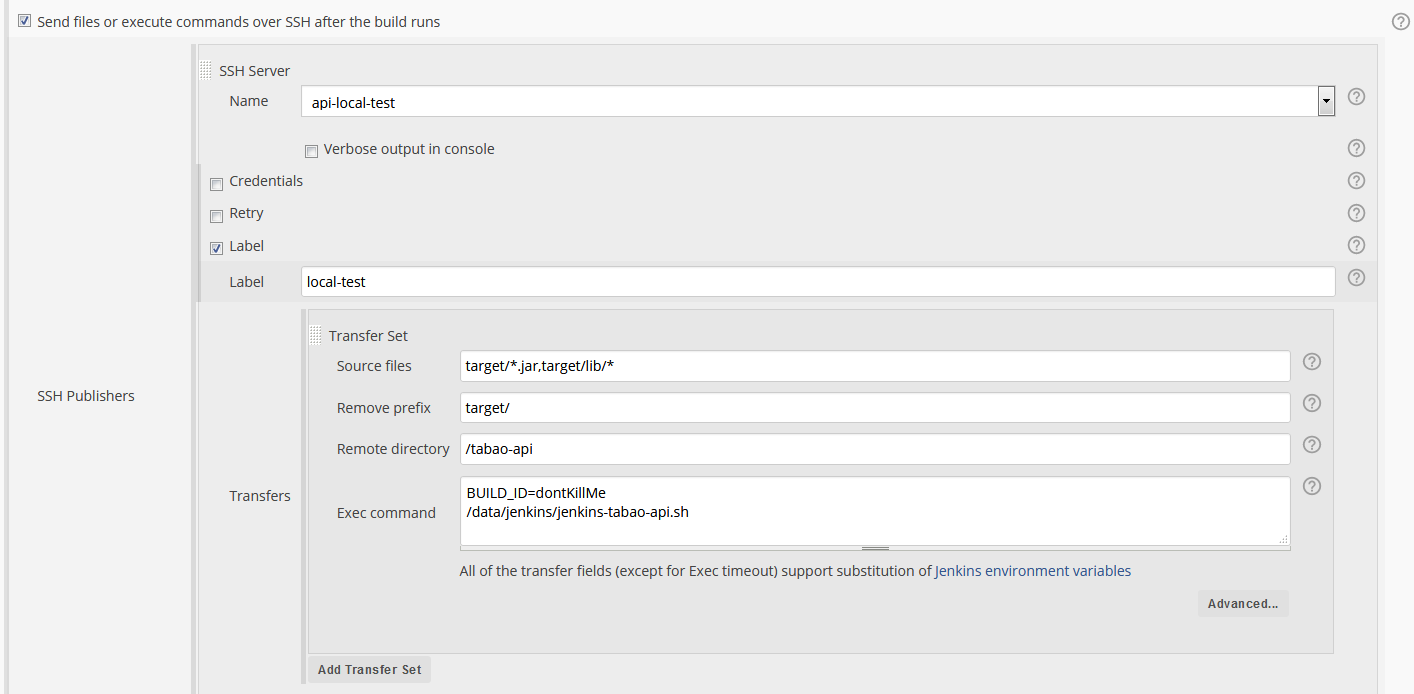 Send files or execute commands over SSH after the build runs
SSH Publishers
SSH Server
Name
api-local-test
Verbose output in console
Credentials
Retry
Label
Label
local-test
Transfers
Transfer Set
Source files
target/*.jar,target/lib/*
Remove prefix
target/
Remote directory
/tabao-api
Exec command
BUILD_ID=dontKillMe
/data/jenkins/jenkins-tabao-api.sh
All of the transfer fields (except for Exec timeout) support substitution of Jenkins environment variables
Advanced...
Add Transfer Set